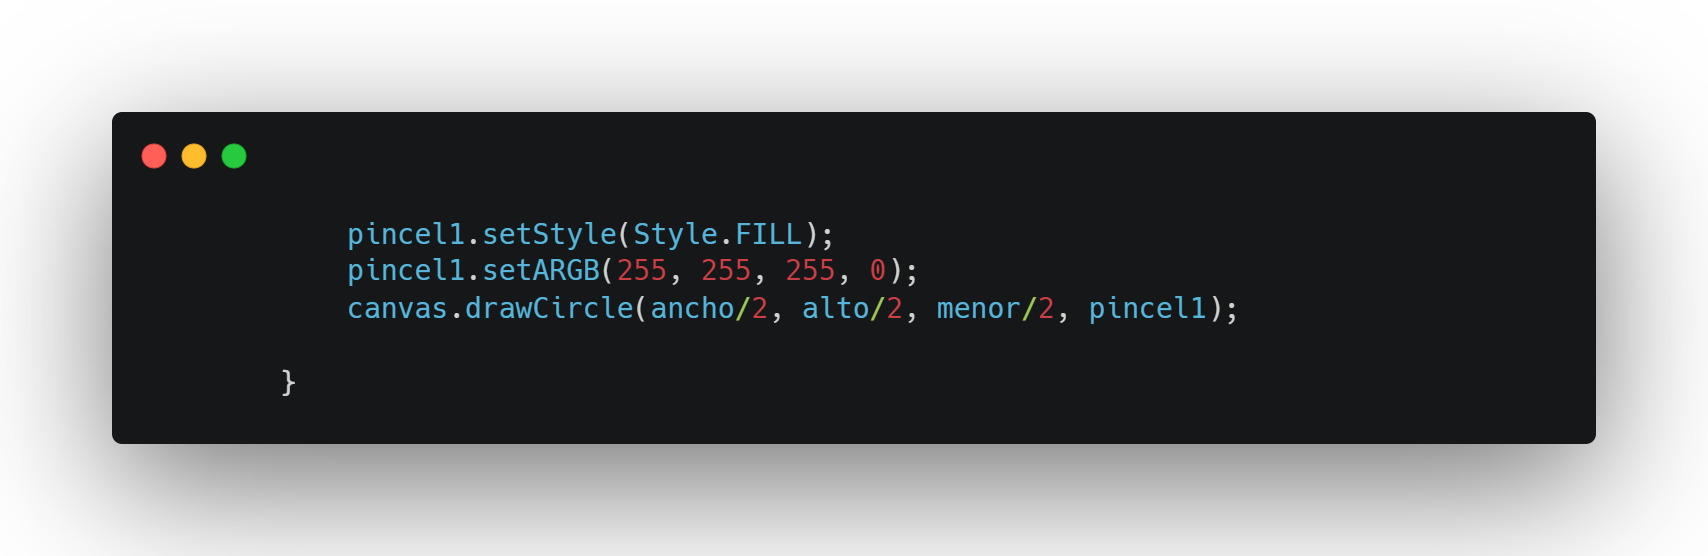 pincel1.setStyle(Style.FILL);
pincel1.setARGB(255, 255, 255, 0);
canvas.drawCircle(ancho/2, alto/2, menor/2, pincel1);
}